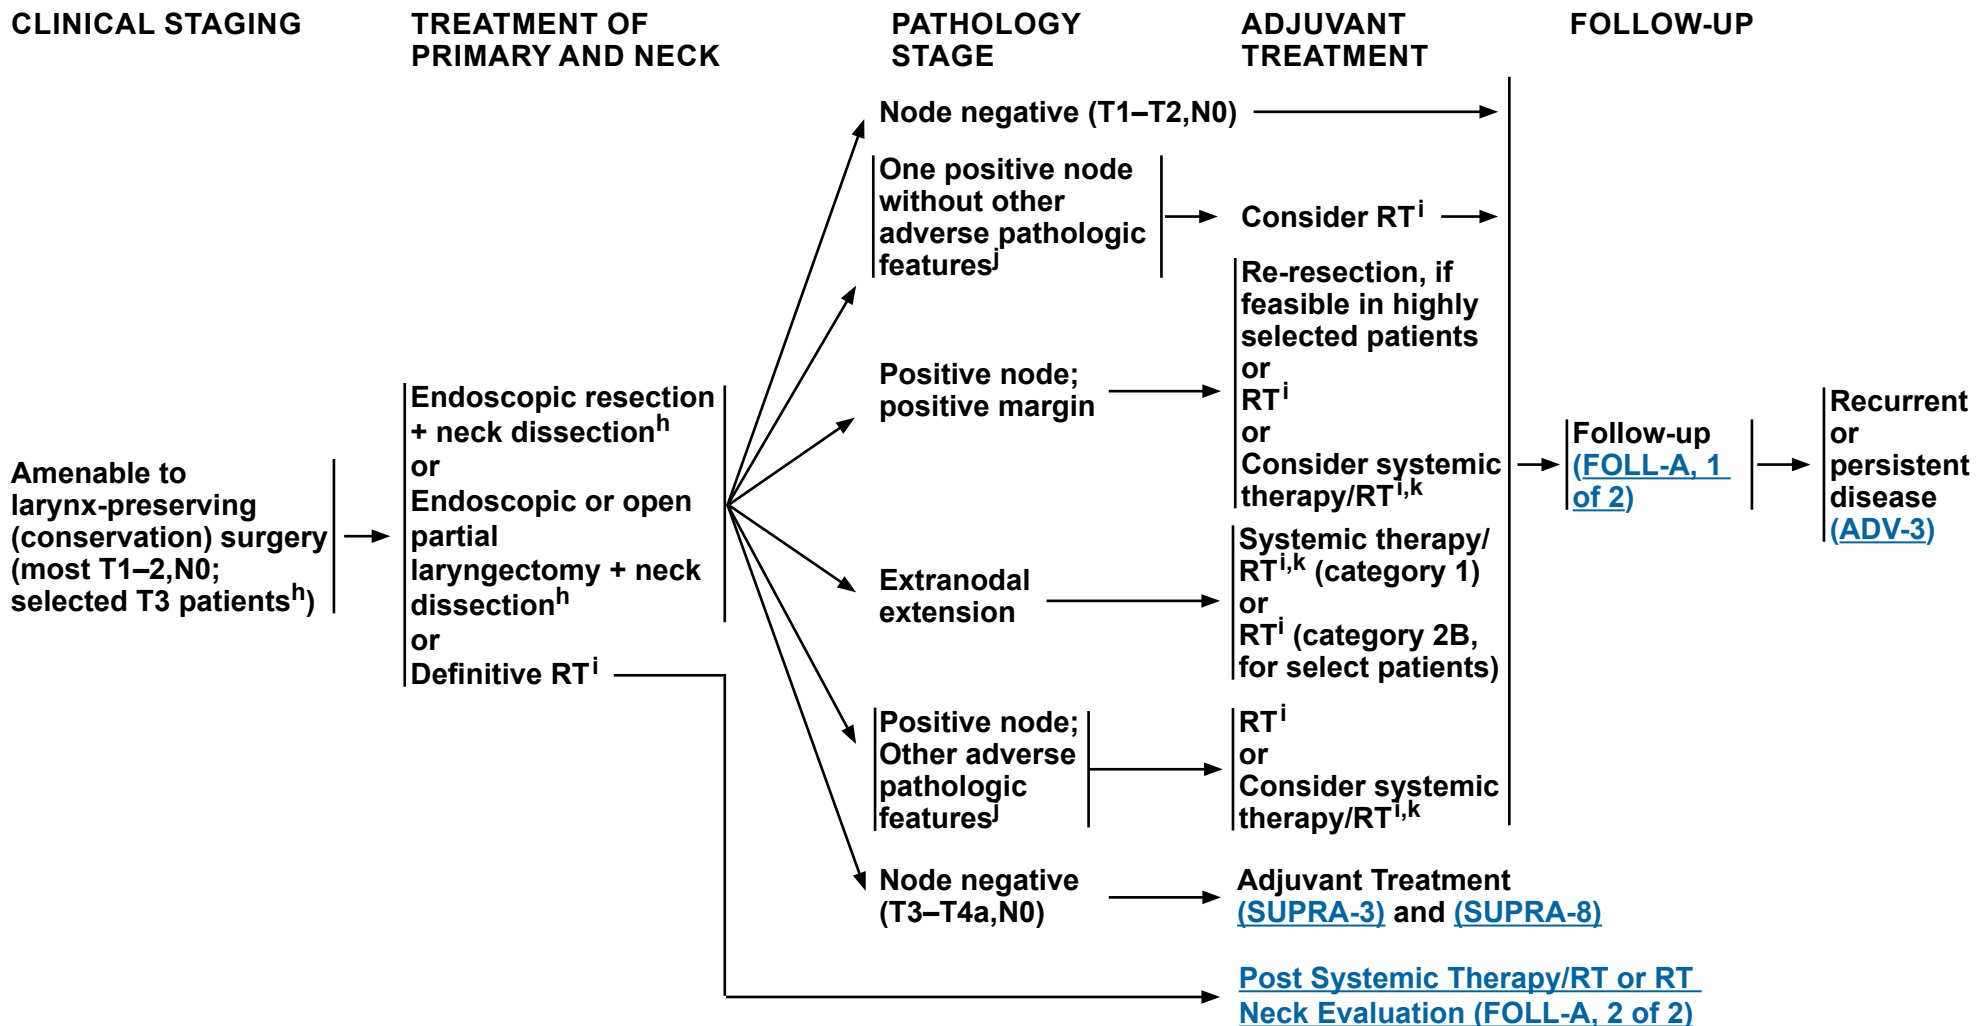 CLINICAL STAGING
TREATMENT OF
PRIMARY AND NECK
PATHOLOGY
STAGE
ADJUVANT
TREATMENT
FOLLOW-UP
Amenable to
larynx-preserving
(conservation) surgery
(most T1–2,N0;
selected T3 patientsʰ)
Endoscopic resection
+ neck dissectionʰ
or
Endoscopic or open
partial
laryngectomy + neck
dissectionʰ
or
Definitive RTⁱ
Node negative (T1–T2,N0)
One positive node
without other
adverse pathologic
featuresʲ
Consider RTⁱ
Positive node;
positive margin
Re-resection, if
feasible in highly
selected patients
or
RTⁱ
or
Consider systemic
therapy/RTⁱ,ᵏ
Extranodal
extension
Systemic therapy/
RTⁱ,ᵏ (category 1)
or
RTⁱ (category 2B,
for select patients)
Positive node;
Other adverse
pathologic
featuresʲ
RTⁱ
or
Consider systemic
therapy/RTⁱ,ᵏ
Node negative
(T3–T4a,N0)
Adjuvant Treatment
(SUPRA-3) and (SUPRA-8)
Post Systemic Therapy/RT or RT
Neck Evaluation (FOLL-A, 2 of 2)
Follow-up
(FOLL-A, 1
of 2)
Recurrent
or
persistent
disease
(ADV-3)